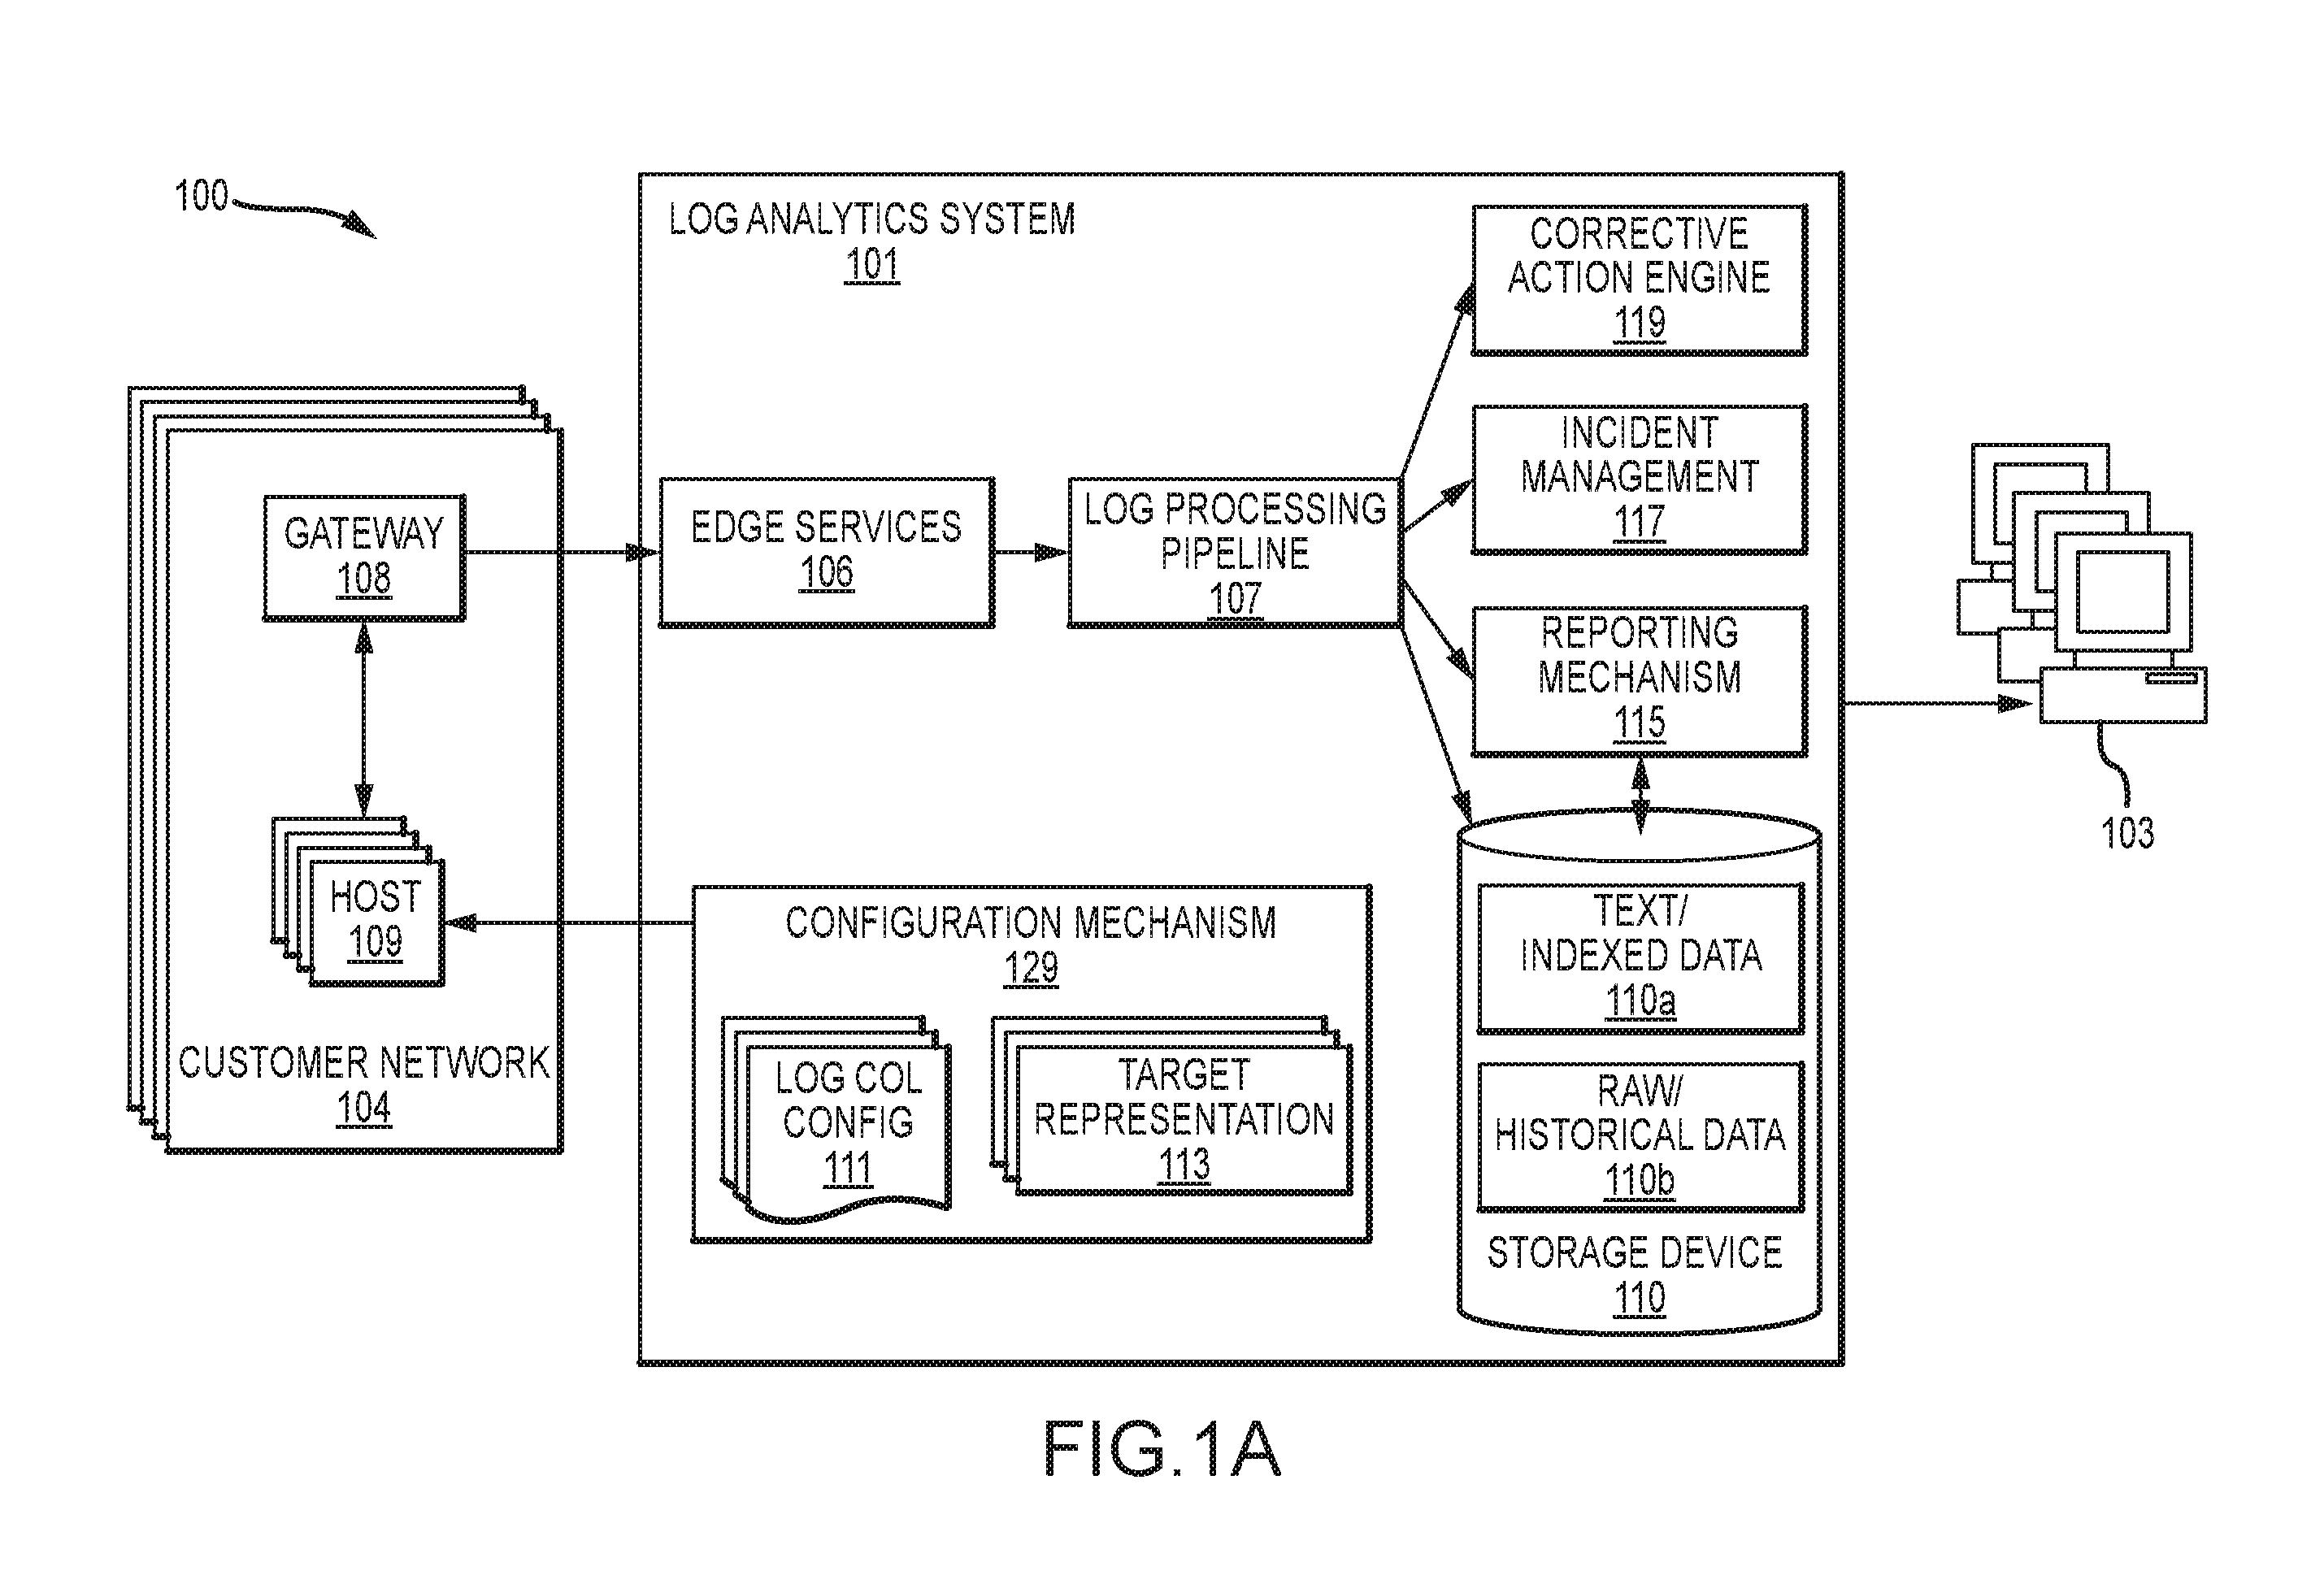 100
LOG ANALYTICS SYSTEM
101
CORRECTIVE
ACTION ENGINE
119
INCIDENT
MANAGEMENT
117
GATEWAY
108
EDGE SERVICES
106
LOG PROCESSING
PIPELINE
107
REPORTING
MECHANISM
115
103
HOST
109
CUSTOMER NETWORK
104
CONFIGURATION MECHANISM
129
LOG COL
CONFIG
111
TARGET
REPRESENTATION
113
TEXT/
INDEXED DATA
110a
RAW/
HISTORICAL DATA
110b
STORAGE DEVICE
110
FIG.1A